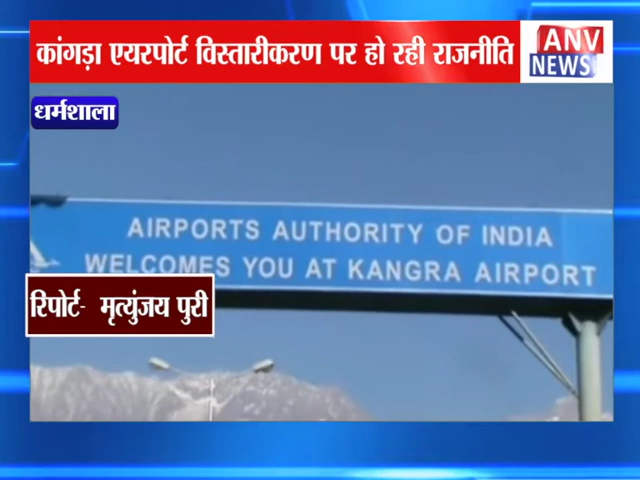 कांगड़ा एयरपोर्ट विस्तारीकरण पर हो रही राजनीति
ANV
NEWS
धर्मशाला
AIRPORTS AUTHORITY OF INDIA
WELCOMES YOU AT KANGRA AIRPORT
रिपोर्ट- मृत्युंजय पुरी